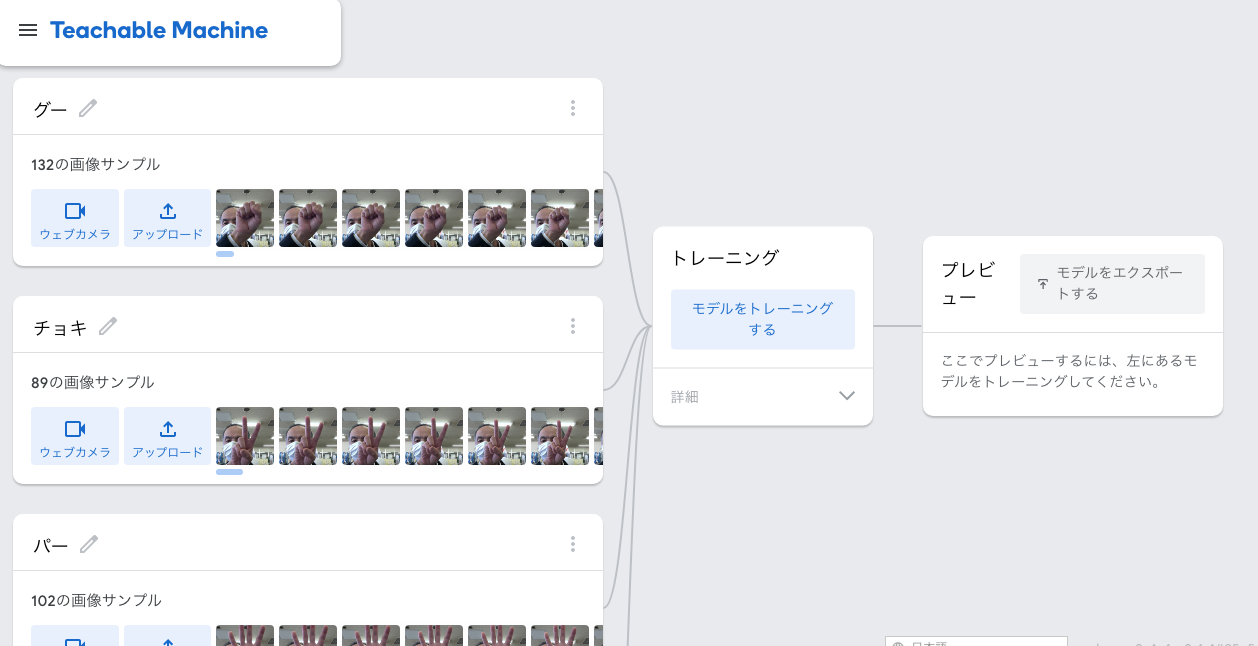 Teachable Machine
グー
132の画像サンプル
ウェブカメラ
アップロード
チョキ
89の画像サンプル
ウェブカメラ
アップロード
パー
102の画像サンプル
トレーニング
モデルをトレーニング
する
詳細
プレビ
ュー
モデルをエクスポー
トする
ここでプレビューするには、左にあるモ
デルをトレーニングしてください。
日本語